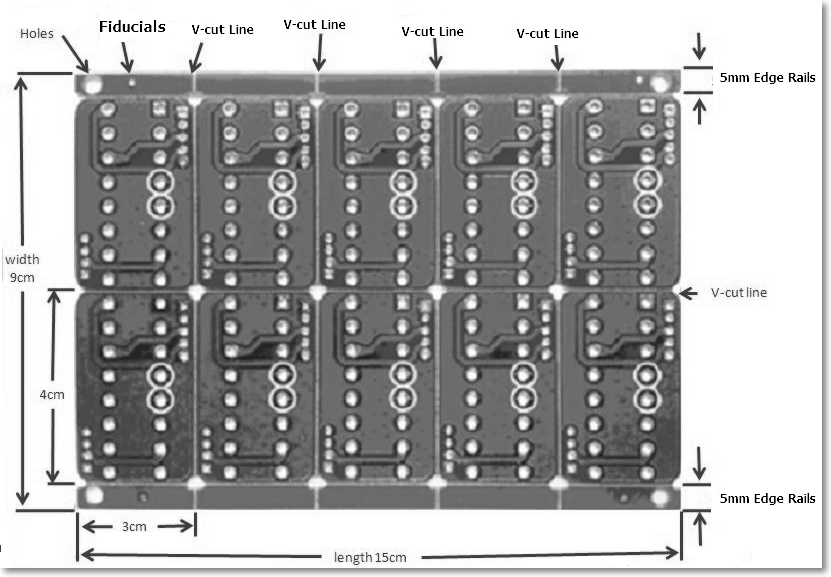 Holes
Fiducials
V-cut Line
V-cut Line
V-cut Line
V-cut Line
5mm Edge Rails
width
9cm
V-cut line
4cm
5mm Edge Rails
3cm
length 15cm